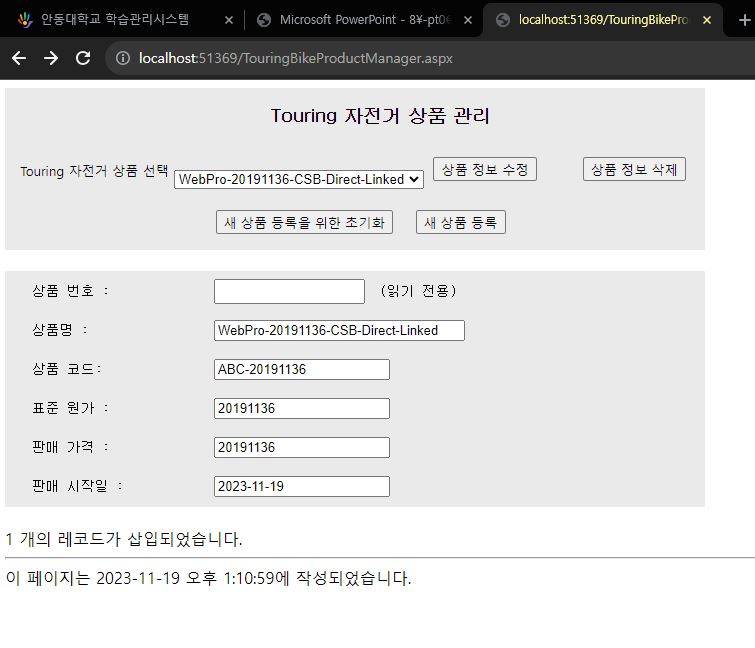 안동대학교 학습관리시스템
Microsoft PowerPoint - 8¥-pt0
localhost:51369/TouringBikePro
localhost:51369/TouringBikeProductManager.aspx
Touring 자전거 상품 관리
Touring 자전거 상품 선택 WebPro-20191136-CSB-Direct-Linked 상품 정보 수정 상품 정보 삭제
새 상품 등록을 위한 초기화 새 상품 등록
상품 번호 : (읽기 전용)
상품명 : WebPro-20191136-CSB-Direct-Linked
상품 코드: ABC-20191136
표준 원가 : 20191136
판매 가격 : 20191136
판매 시작일 : 2023-11-19
1 개의 레코드가 삽입되었습니다.
이 페이지는 2023-11-19 오후 1:10:59에 작성되었습니다.